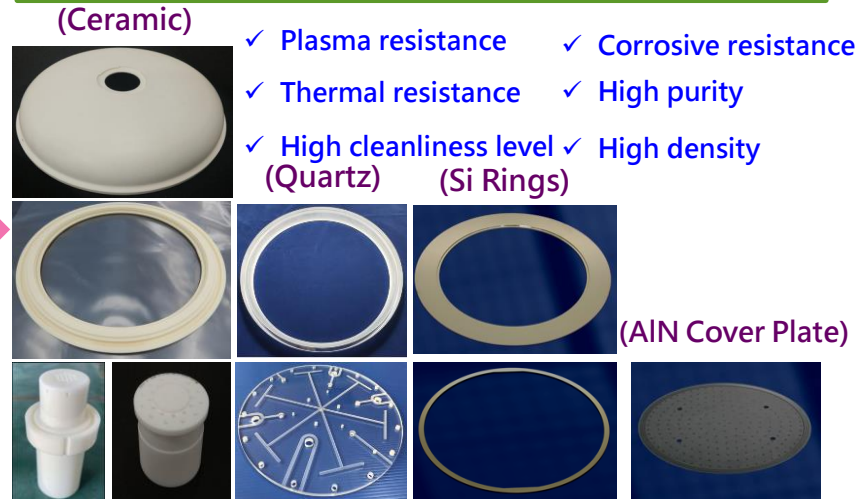 (Ceramic)
✓ Plasma resistance
✓ Corrosive resistance
✓ Thermal resistance
✓ High purity
✓ High cleanliness level
✓ High density
(Quartz)
(Si Rings)
(AlN Cover Plate)